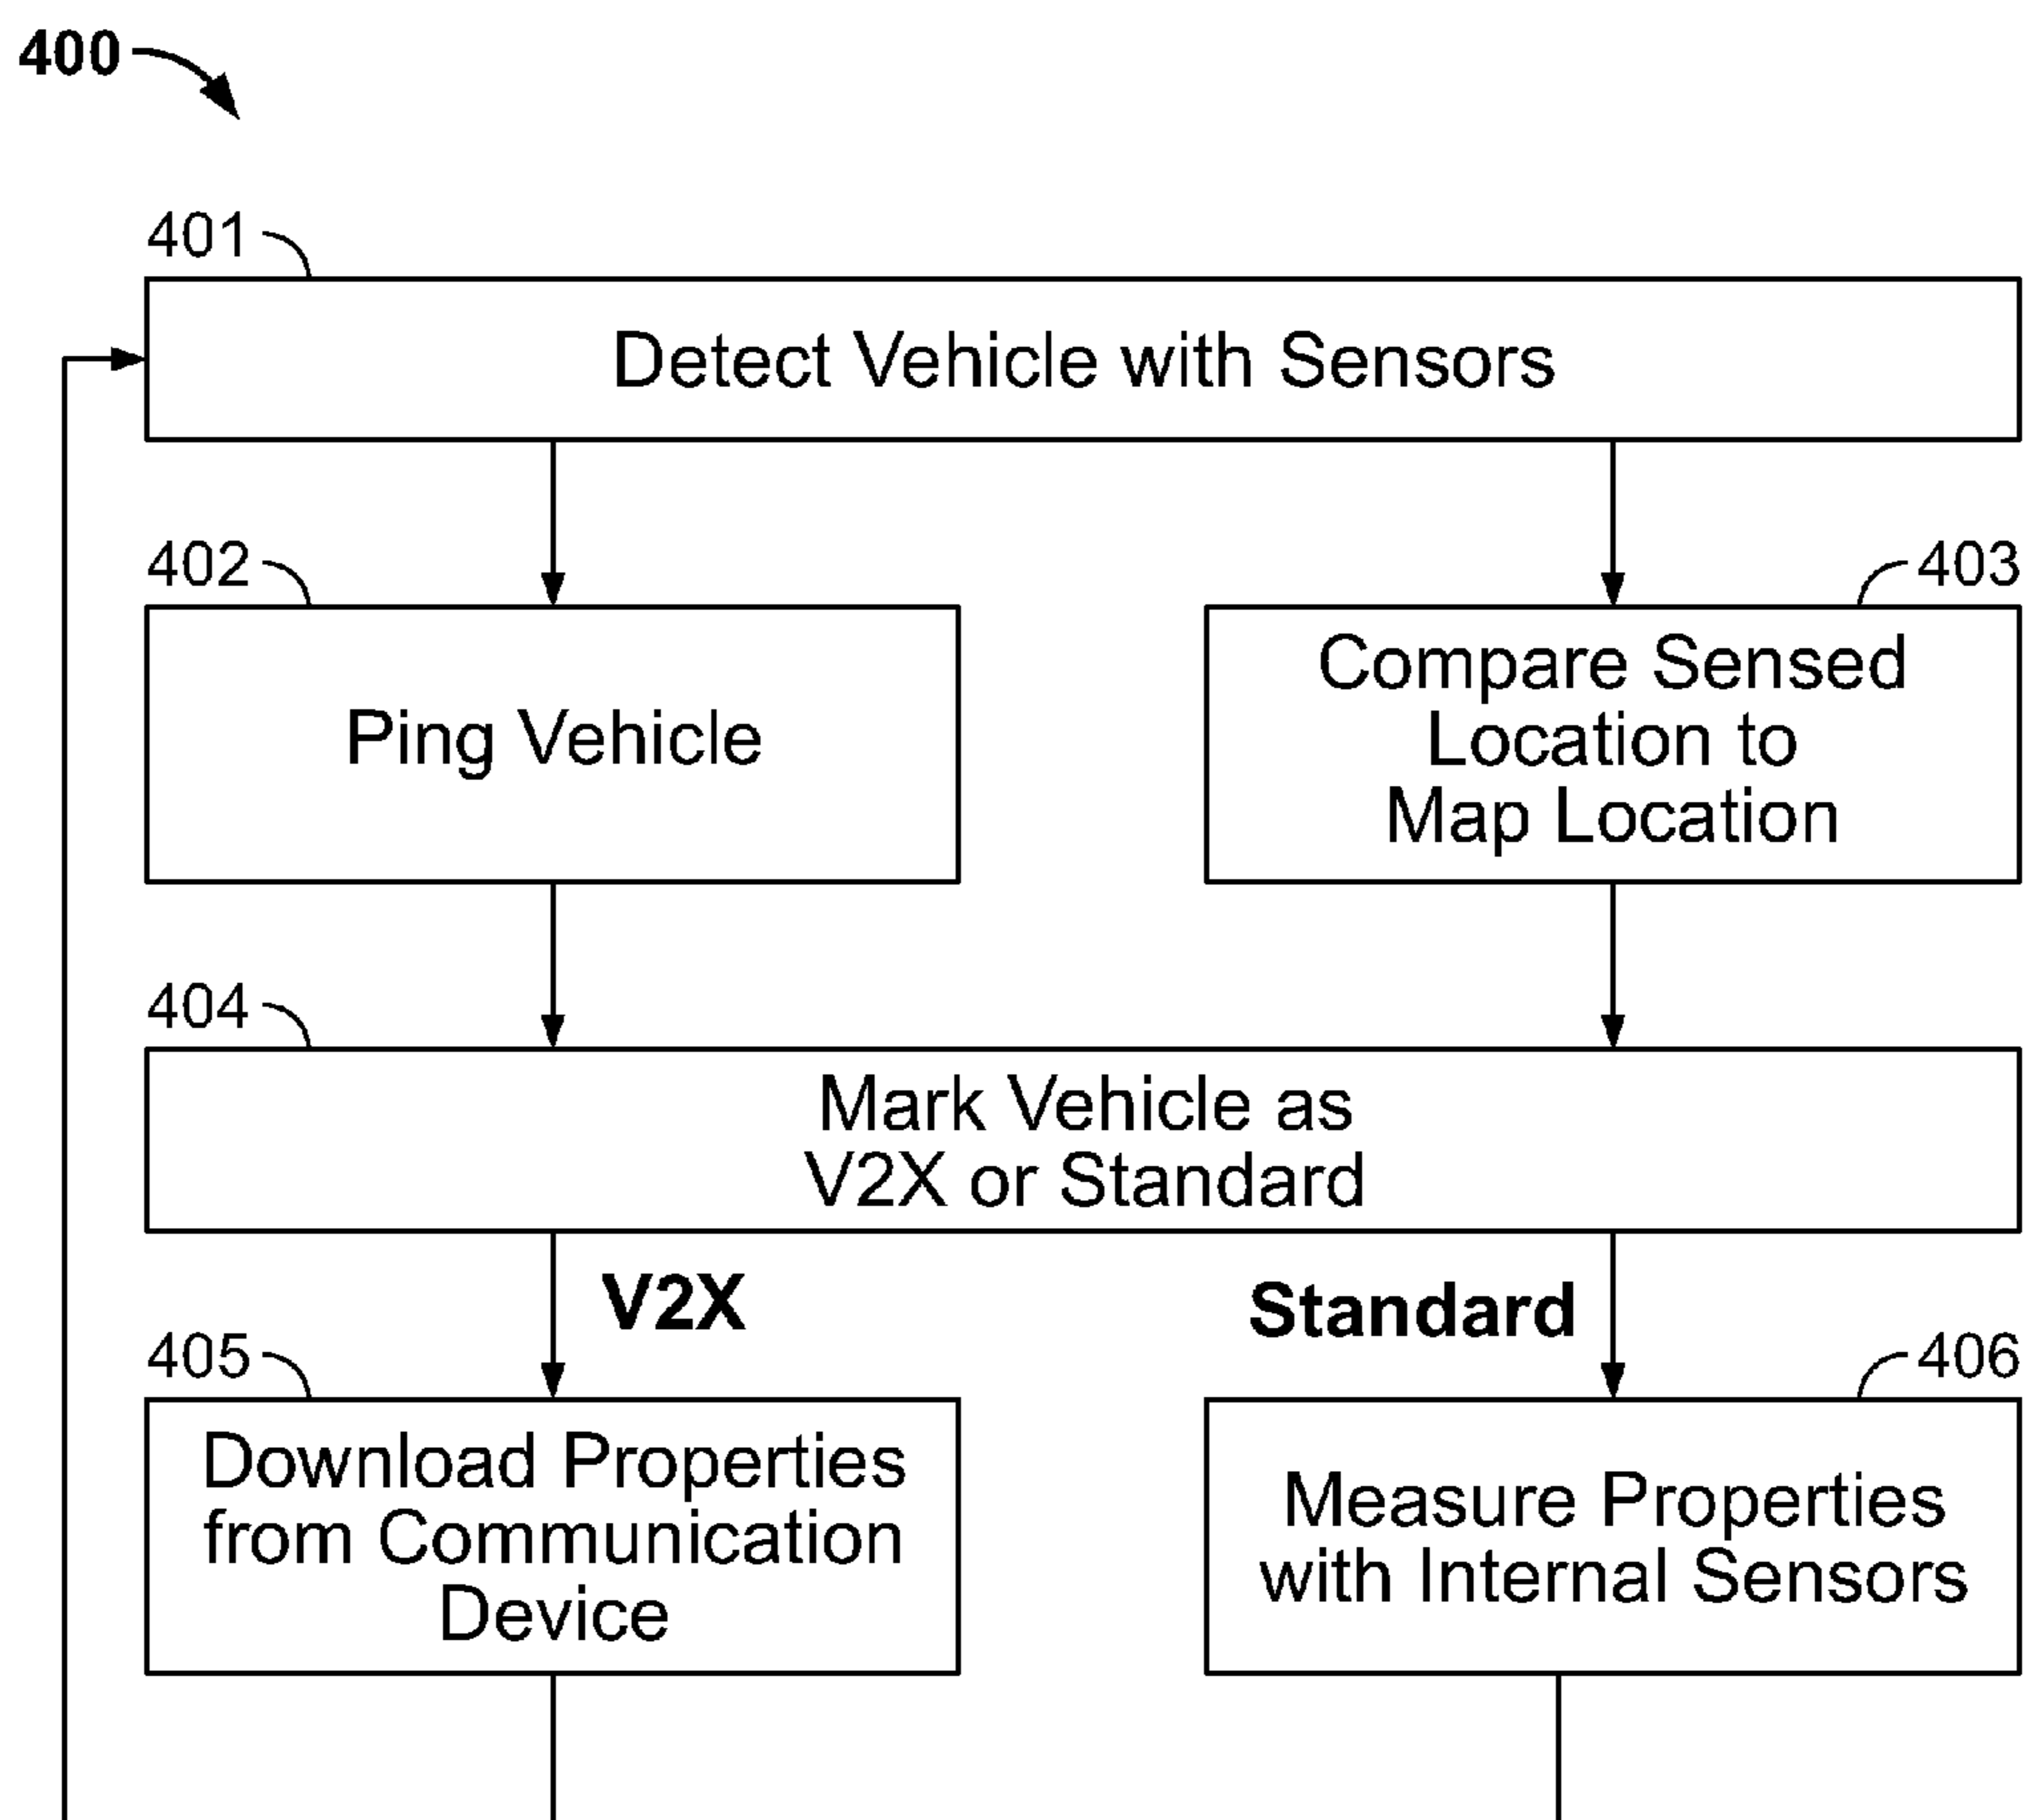 400
401
Detect Vehicle with Sensors
402
Ping Vehicle
403
Compare Sensed
Location to
Map Location
404
Mark Vehicle as
V2X or Standard
V2X
Standard
405
Download Properties
from Communication
Device
406
Measure Properties
with Internal Sensors